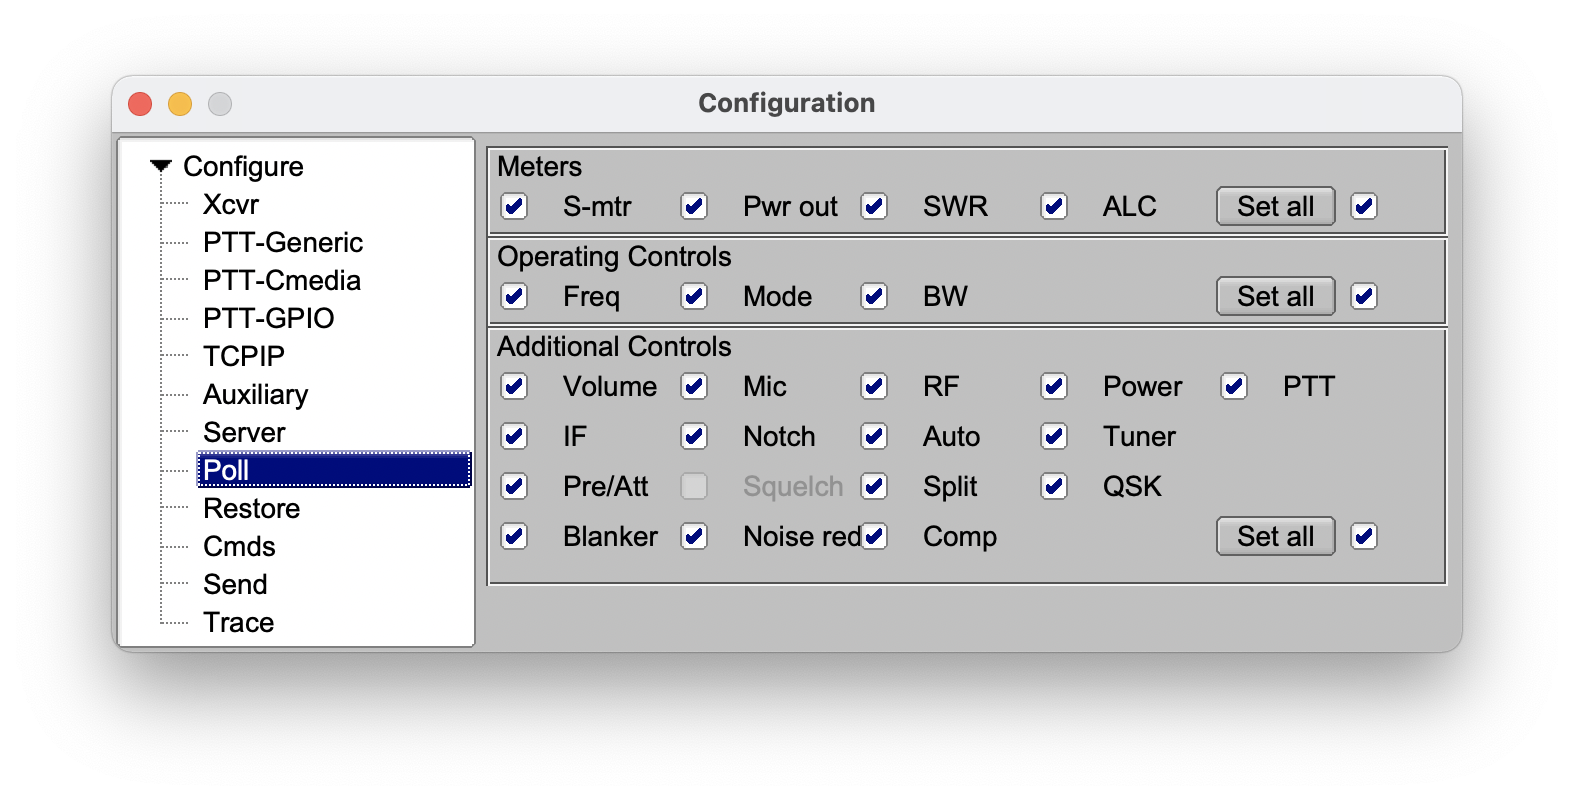 Configuration
Configure
Xcvr
PTT-Generic
PTT-Cmedia
PTT-GPIO
TCPIP
Auxiliary
Server
Poll
Restore
Cmds
Send
Trace
Meters
S-mtr Pwr out SWR ALC Set all
Operating Controls
Freq Mode BW Set all
Additional Controls
Volume Mic RF Power PTT
IF Notch Auto Tuner
Pre/Att Squelch Split QSK
Blanker Noise red Comp Set all